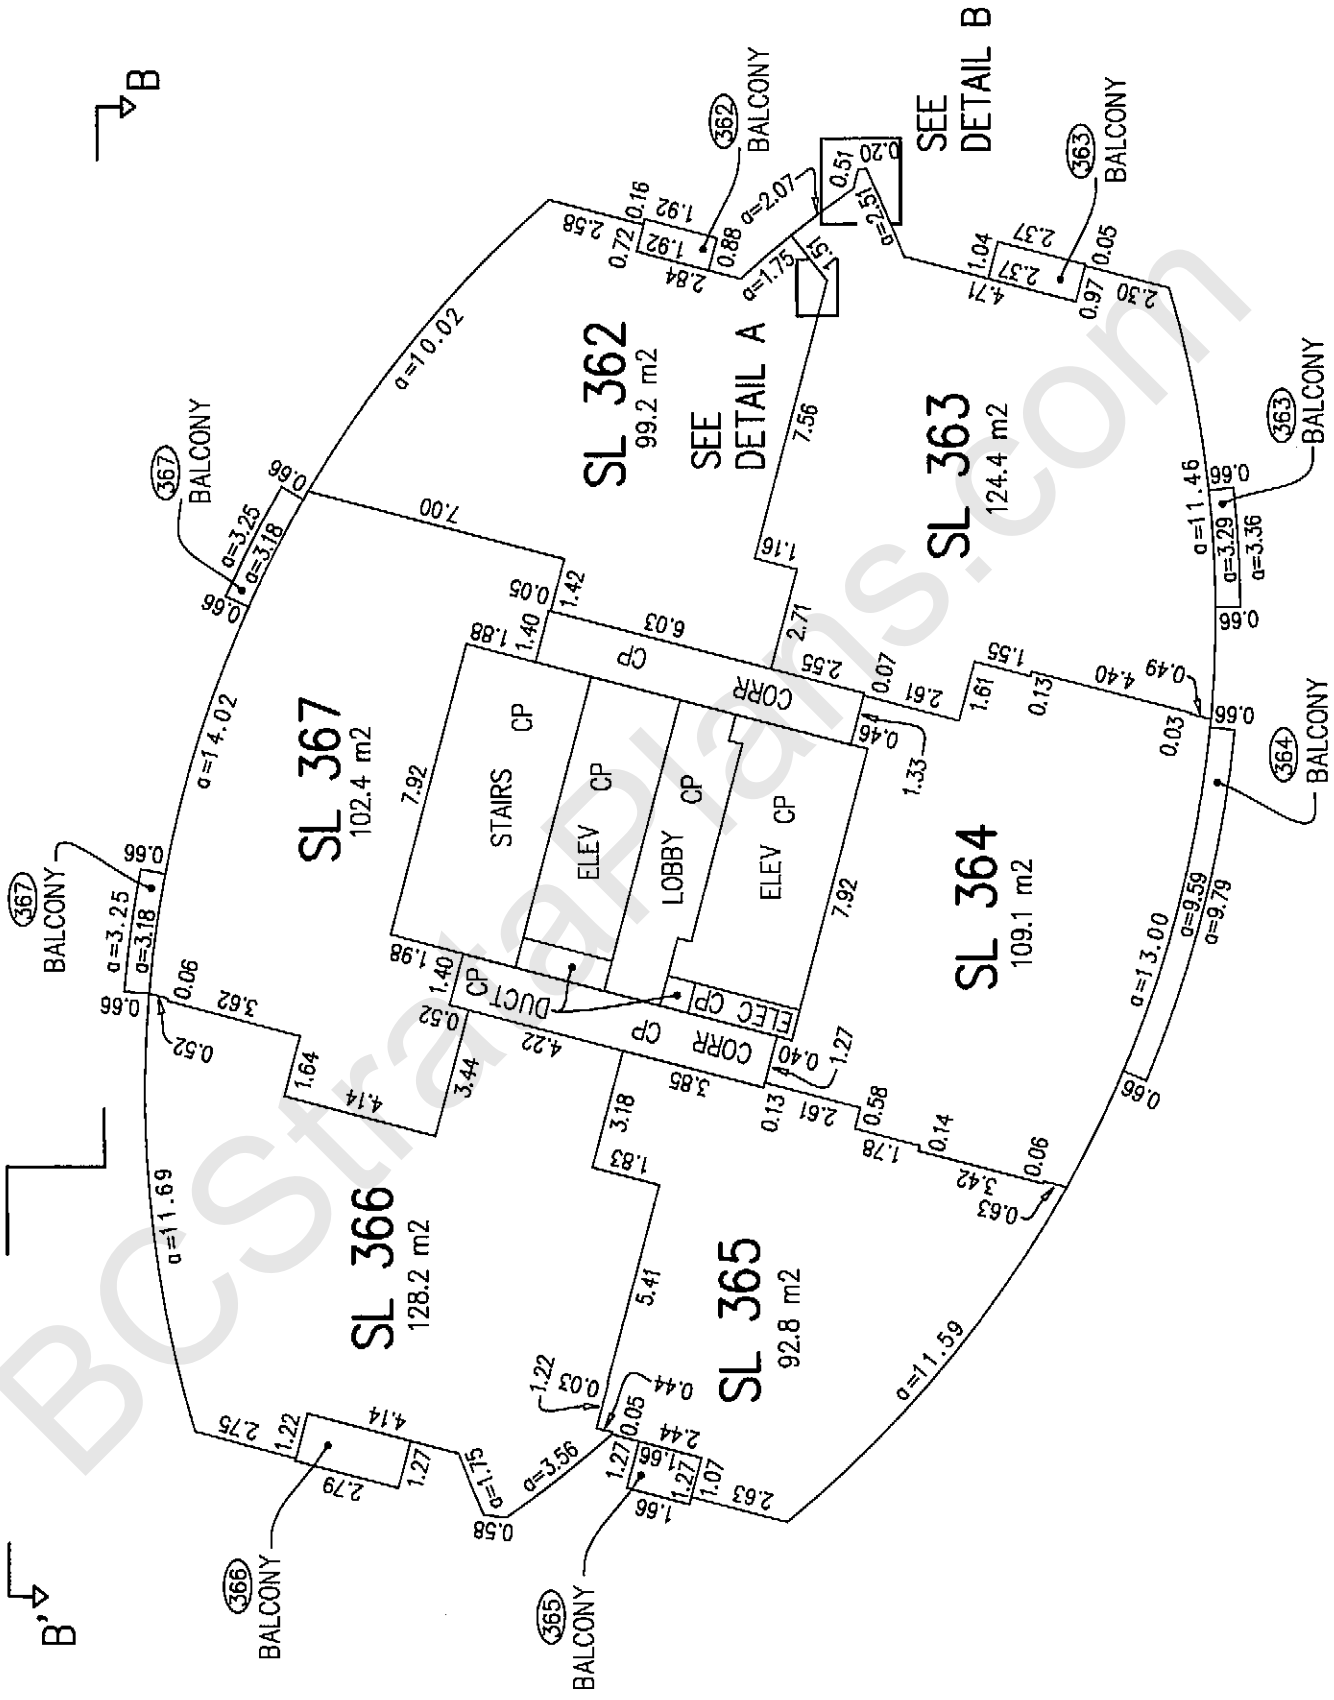 B
B'
362
BALCONY
SEE
DETAIL B
363
BALCONY
367
BALCONY
367
BALCONY
363
BALCONY
364
BALCONY
366
BALCONY
365
BALCONY
SL 362
99.2 m2
SEE
DETAIL A
SL 363
124.4 m2
SL 367
102.4 m2
SL 364
109.1 m2
SL 366
128.2 m2
SL 365
92.8 m2
STAIRS
CP
ELEV
CP
LOBBY
CP
ELEV
CP
CORR
CP
DUCT
CP
ELEC CP
CORR
CP
a=10.02
2.58
0.16
0.72
1.92
1.92
0.88
2.84
a=1.75
a=2.07
1.51
0.51
0.20
a=2.51
1.04
2.37
2.37
4.71
0.97
0.05
2.30
a=11.46
0.66
a=3.29
a=3.36
0.66
7.56
1.16
2.71
2.55
0.07
2.61
1.61
1.55
0.13
4.40
0.49
0.03
0.66
0.46
1.33
7.92
a=9.59
a=9.79
a=13.00
0.66
6.03
1.42
0.05
1.40
1.88
7.00
0.66
a=3.25
a=3.18
0.66
a=14.02
7.92
1.98
1.40
0.52
4.22
3.85
0.40
1.27
0.13
2.61
0.58
1.78
0.14
3.42
0.06
0.63
a=11.59
0.66
a=3.25
a=3.18
0.66
0.06
0.52
3.62
1.64
4.14
3.44
3.18
1.83
5.41
1.22
0.03
0.44
0.05
2.44
1.27
1.66
1.66
1.27
1.07
2.63
a=11.69
2.75
1.22
4.14
2.79
1.27
a=1.75
0.58
a=3.56
BCStrataPlans.com